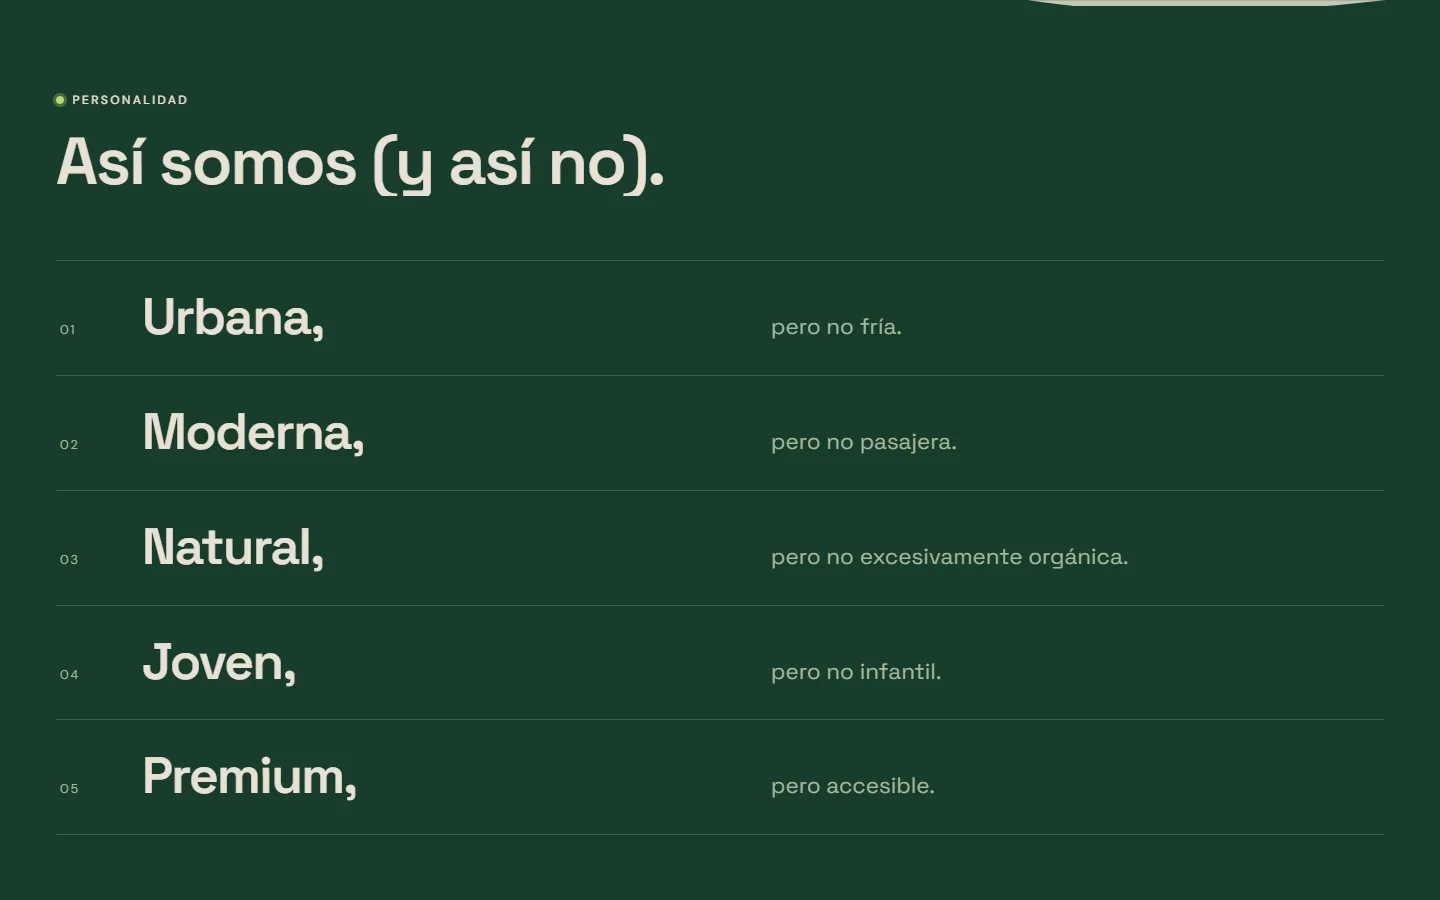 PERSONALIDAD
Así somos (y así no).
01 Urbana, pero no fría.
02 Moderna, pero no pasajera.
03 Natural, pero no excesivamente orgánica.
04 Joven, pero no infantil.
05 Premium, pero accesible.